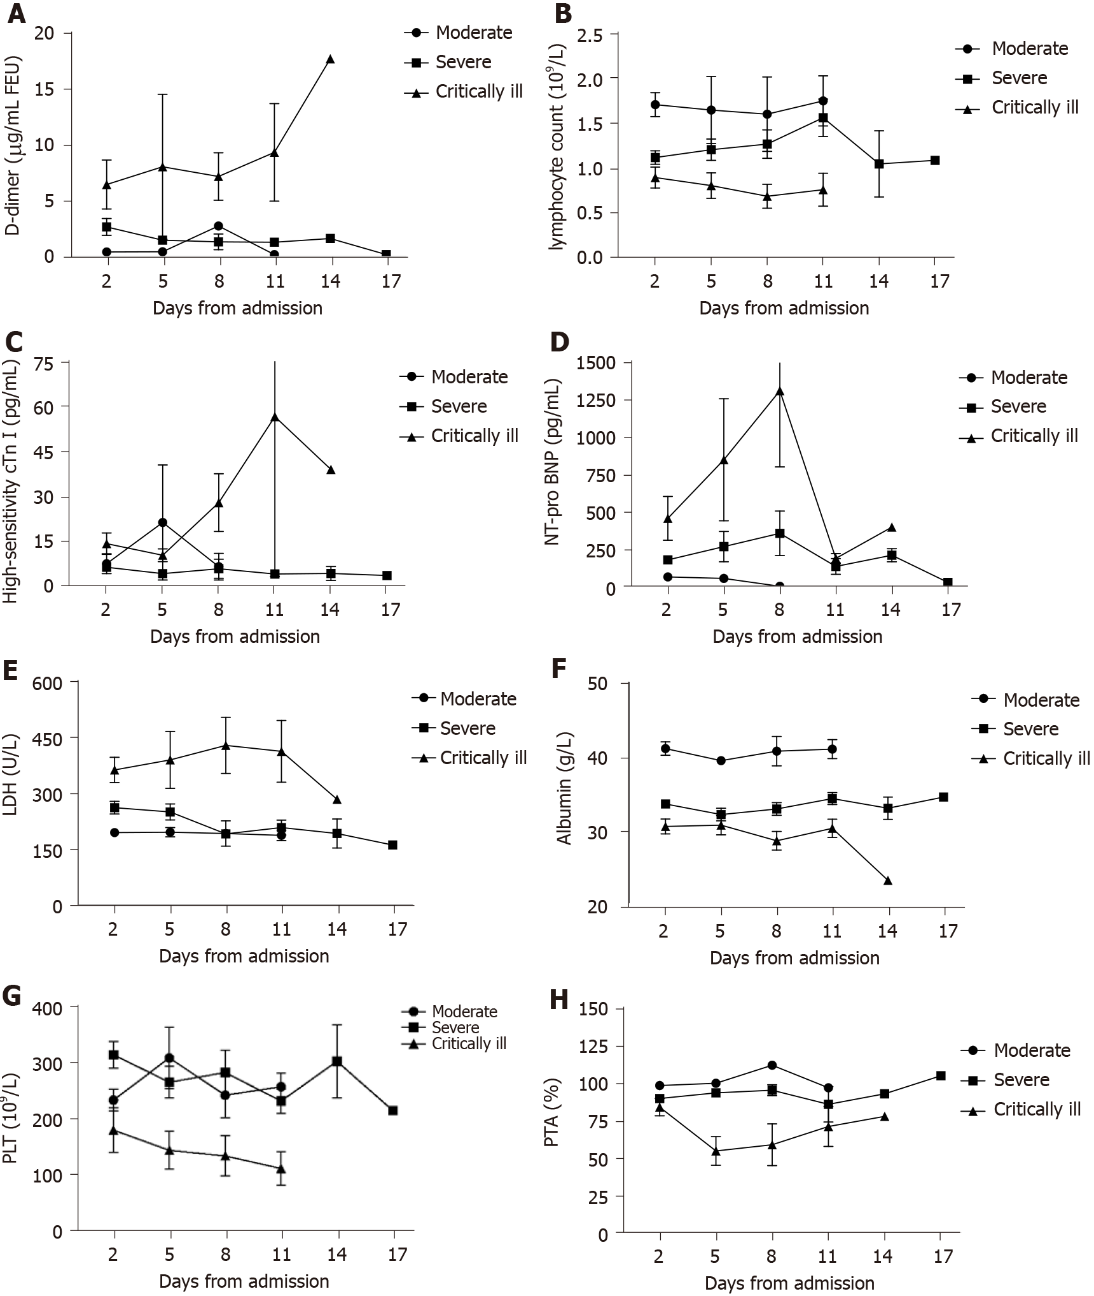 A
D-dimer (μg/mL FEU)
20
15
10
5
0
2 5 8 11 14 17
Days from admission
Moderate
Severe
Critically ill
B
lymphocyte count (10⁹/L)
2.5
2.0
1.5
1.0
0.5
0.0
2 5 8 11 14 17
Days from admission
Moderate
Severe
Critically ill
C
High-sensitivity cTn I (pg/mL)
75
60
45
30
15
0
2 5 8 11 14 17
Days from admission
Moderate
Severe
Critically ill
D
NT-pro BNP (pg/mL)
1500
1250
1000
750
500
250
0
2 5 8 11 14 17
Days from admission
Moderate
Severe
Critically ill
E
LDH (U/L)
600
450
300
150
0
2 5 8 11 14 17
Days from admission
Moderate
Severe
Critically ill
F
Albumin (g/L)
50
40
30
20
2 5 8 11 14 17
Days from admission
Moderate
Severe
Critically ill
G
PLT (10⁹/L)
400
300
200
100
0
2 5 8 11 14 17
Days from admission
Moderate
Severe
Critically ill
H
PTA (%)
150
125
100
75
50
25
0
2 5 8 11 14 17
Days from admission
Moderate
Severe
Critically ill